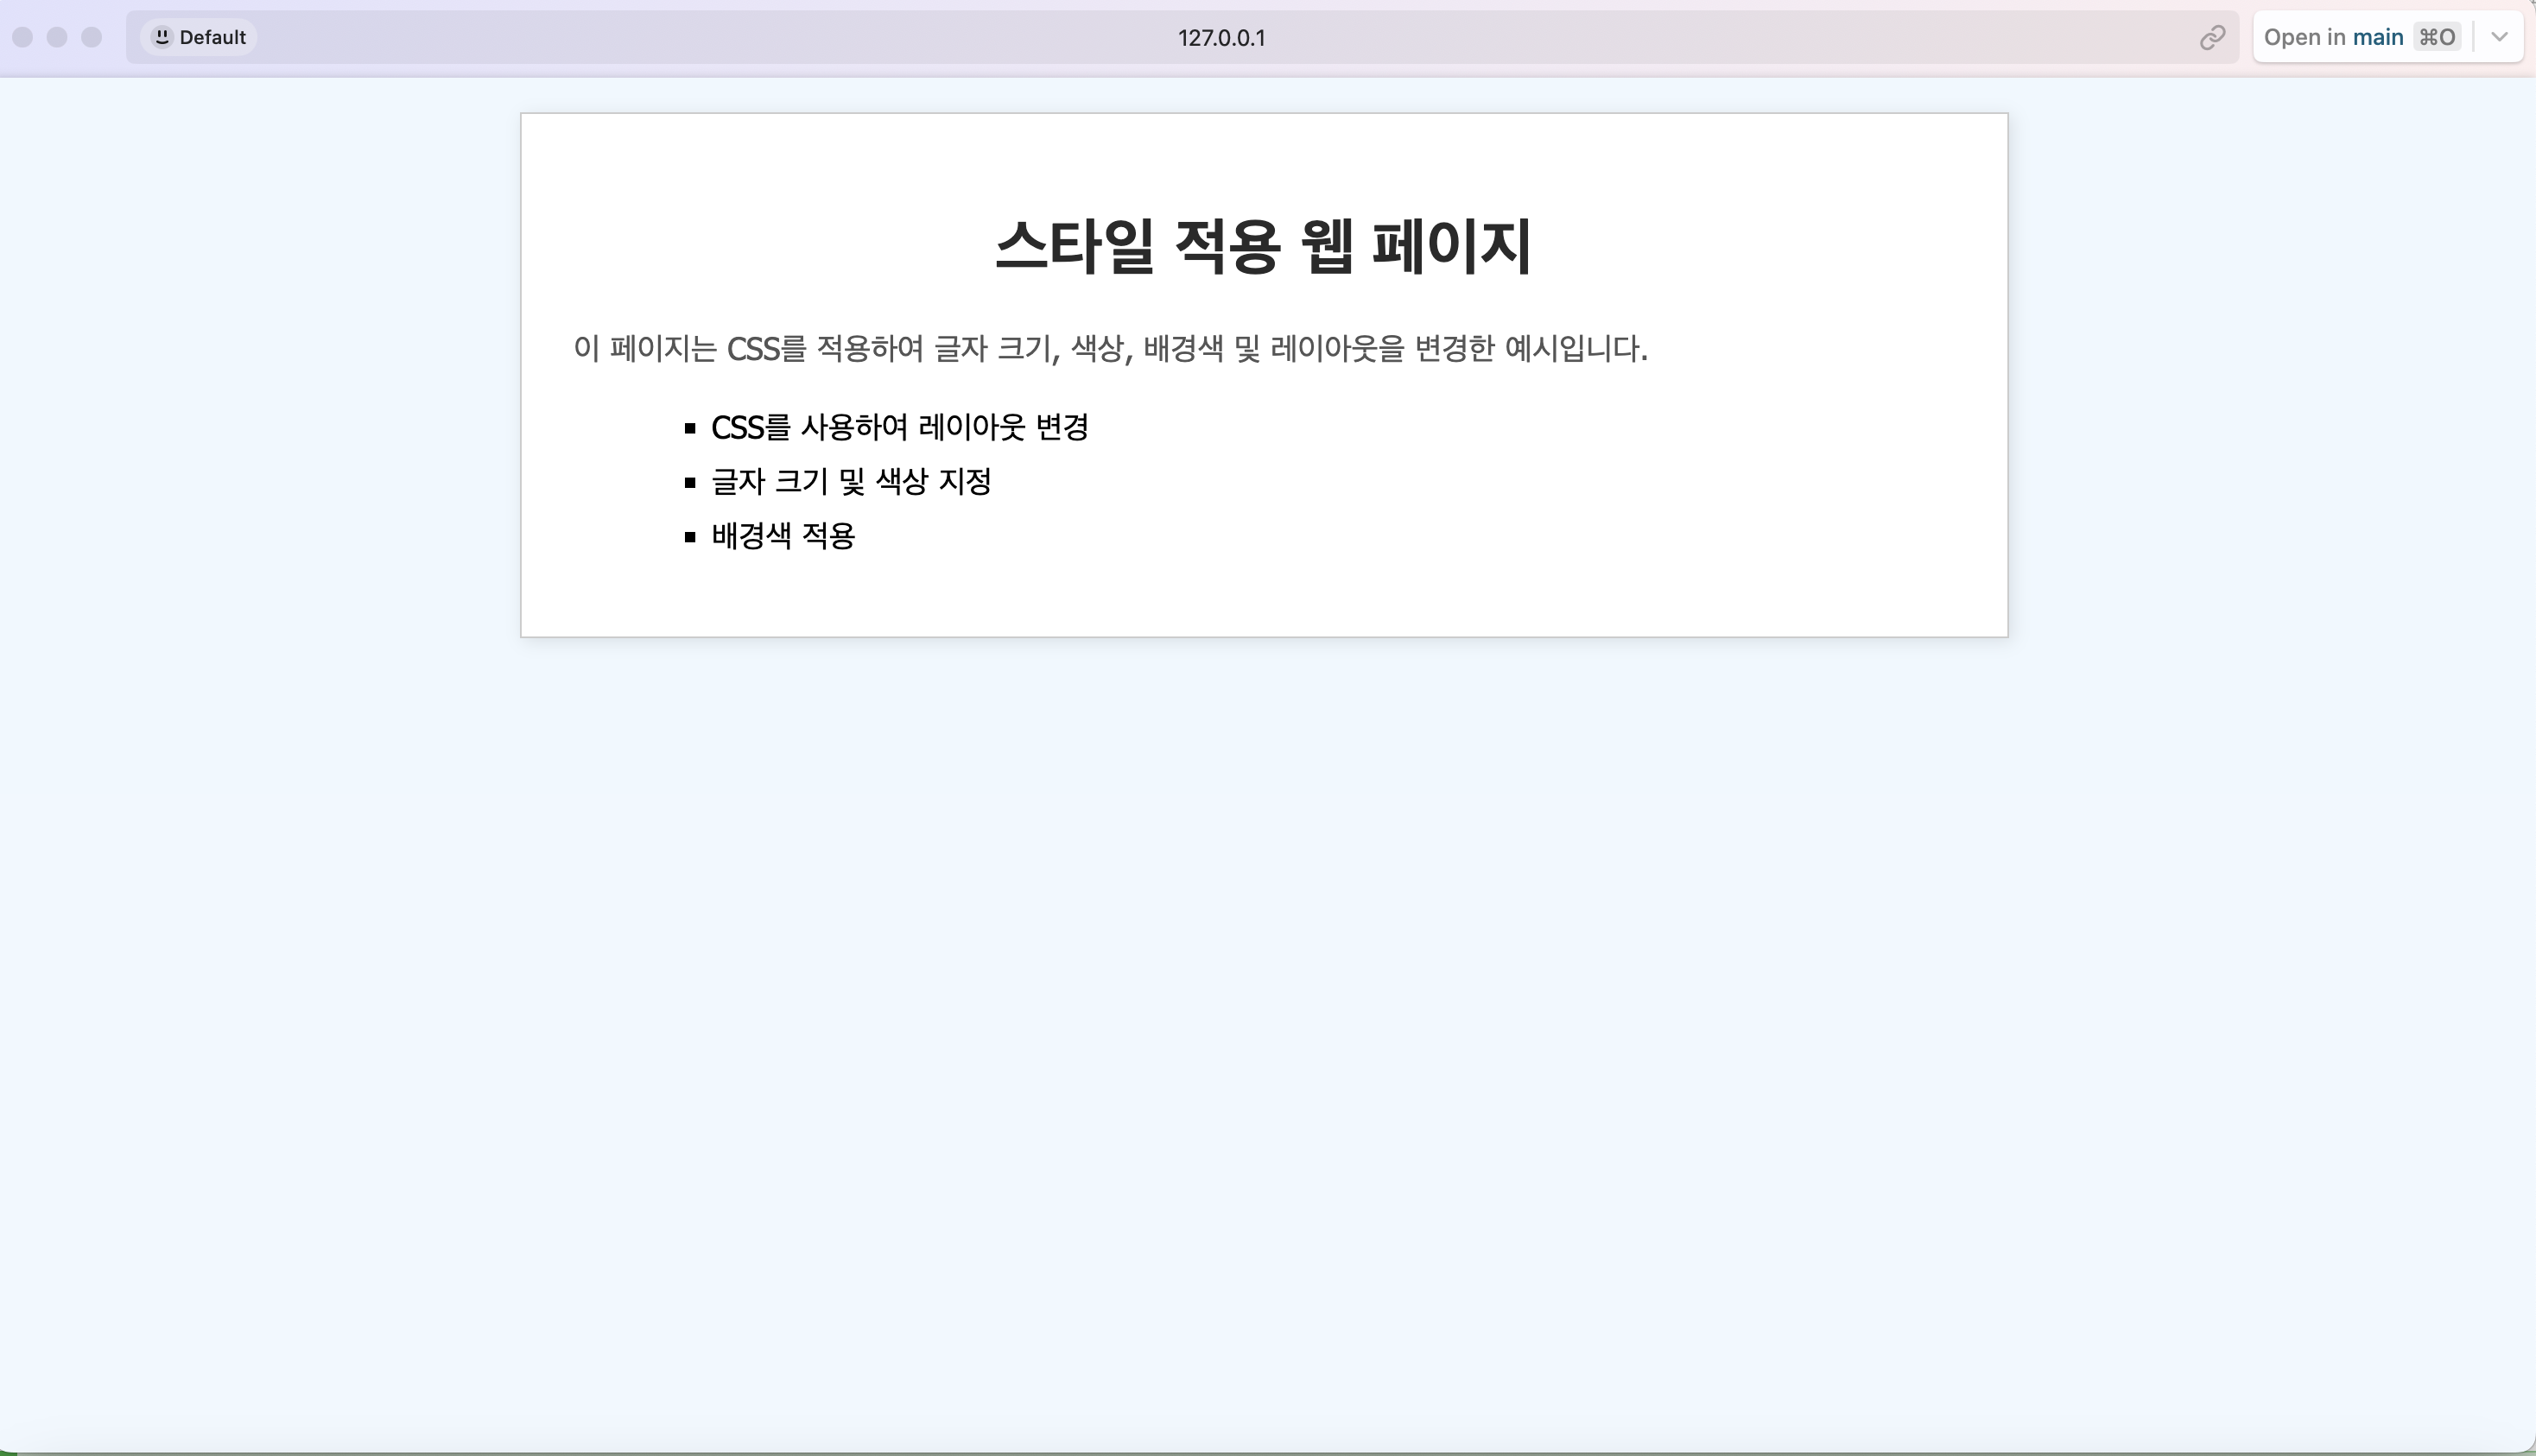 Default
127.0.0.1
Open in main ⌘O
스타일 적용 웹 페이지
이 페이지는 CSS를 적용하여 글자 크기, 색상, 배경색 및 레이아웃을 변경한 예시입니다.
▪ CSS를 사용하여 레이아웃 변경
▪ 글자 크기 및 색상 지정
▪ 배경색 적용